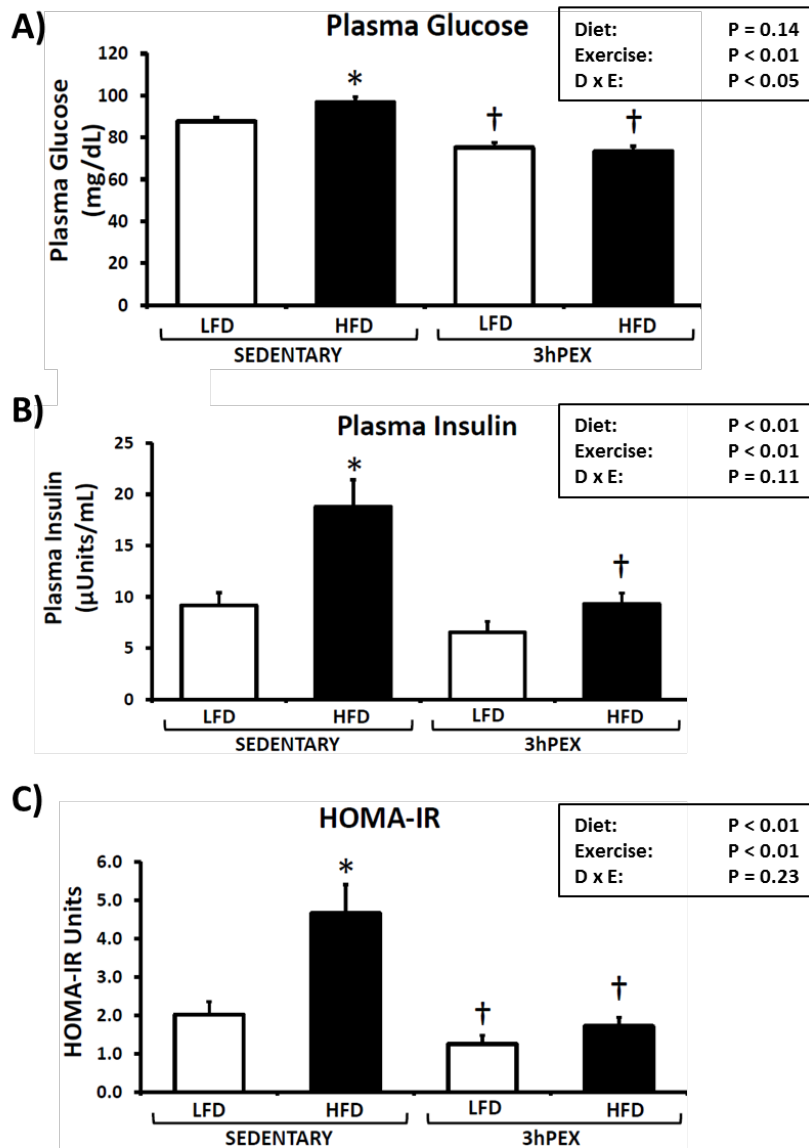 A)
Plasma Glucose
Diet: P = 0.14
Exercise: P < 0.01
D x E: P < 0.05
Plasma Glucose
(mg/dL)
120
100
80
60
40
20
0
*
†
†
LFD HFD LFD HFD
SEDENTARY 3hPEX
B)
Plasma Insulin
Diet: P < 0.01
Exercise: P < 0.01
D x E: P = 0.11
Plasma Insulin
(µUnits/mL)
25
20
15
10
5
0
*
†
LFD HFD LFD HFD
SEDENTARY 3hPEX
C)
HOMA-IR
Diet: P < 0.01
Exercise: P < 0.01
D x E: P = 0.23
HOMA-IR Units
6.0
5.0
4.0
3.0
2.0
1.0
0.0
*
†
†
LFD HFD LFD HFD
SEDENTARY 3hPEX